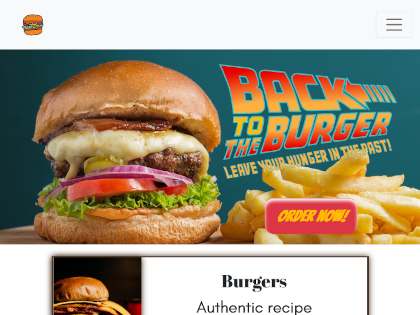 BACK
TO
THE BURGER
LEAVE YOUR HUNGER IN THE PAST!
ORDER NOW!
Burgers
Authentic recipe